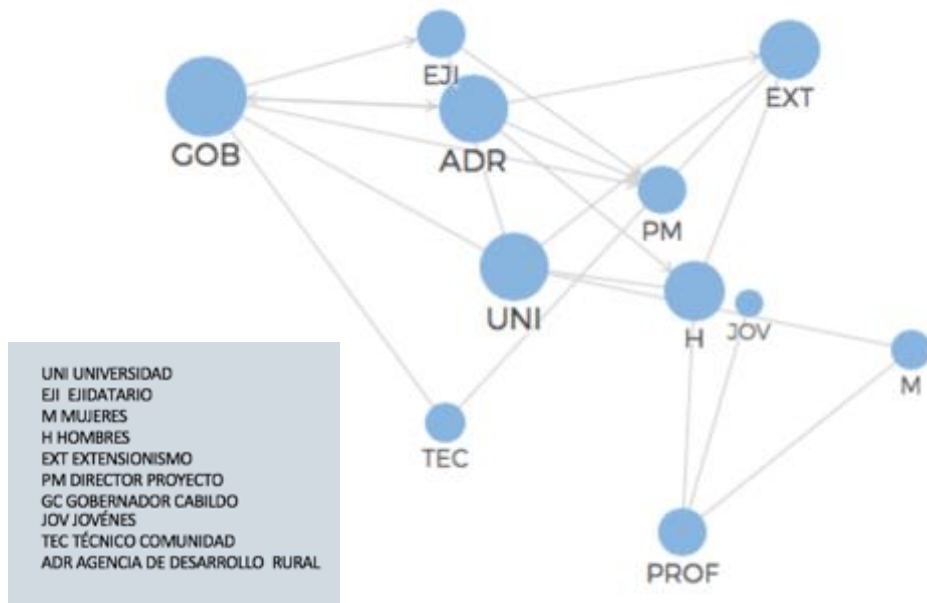 EJI
EXT
GOB
ADR
PM
UNI
H
JOV
M
TEC
PROF
UNI UNIVERSIDAD
EJI EJIDATARIO
M MUJERES
H HOMBRES
EXT EXTENSIONISMO
PM DIRECTOR PROYECTO
GC GOBERNADOR CABILDO
JOV JOVÉNES
TEC TÉCNICO COMUNIDAD
ADR AGENCIA DE DESARROLLO RURAL